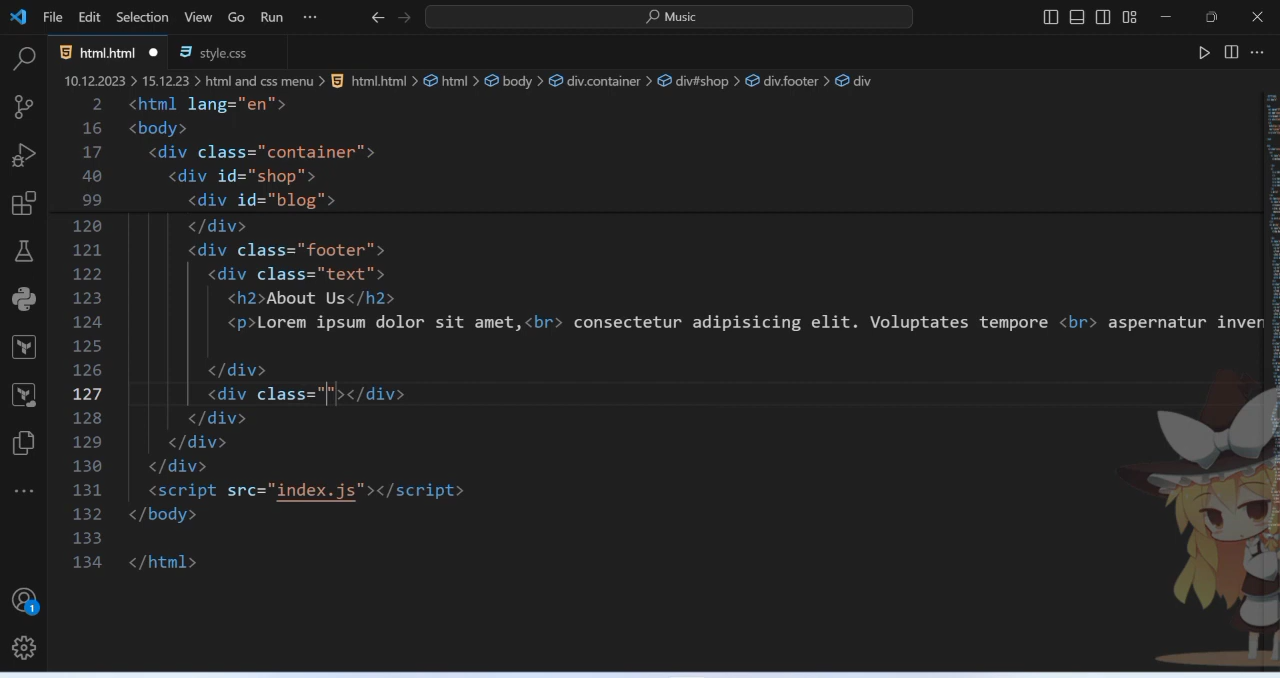 File Edit Selection View Go Run ··· Music
html.html style.css
10.12.2023 > 15.12.23 > html and css menu > html.html > html > body > div.container > div#shop > div.footer > div
2 <html lang="en">
16 <body>
17 <div class="container">
40 <div id="shop">
99 <div id="blog">
120 </div>
121 <div class="footer">
122 <div class="text">
123 <h2>About Us</h2>
124 <p>Lorem ipsum dolor sit amet,<br> consectetur adipisicing elit. Voluptates tempore <br> aspernatur inven
125
126 </div>
127 <div class=""></div>
128 </div>
129 </div>
130 </div>
131 <script src="index.js"></script>
132 </body>
133
134 </html>
1